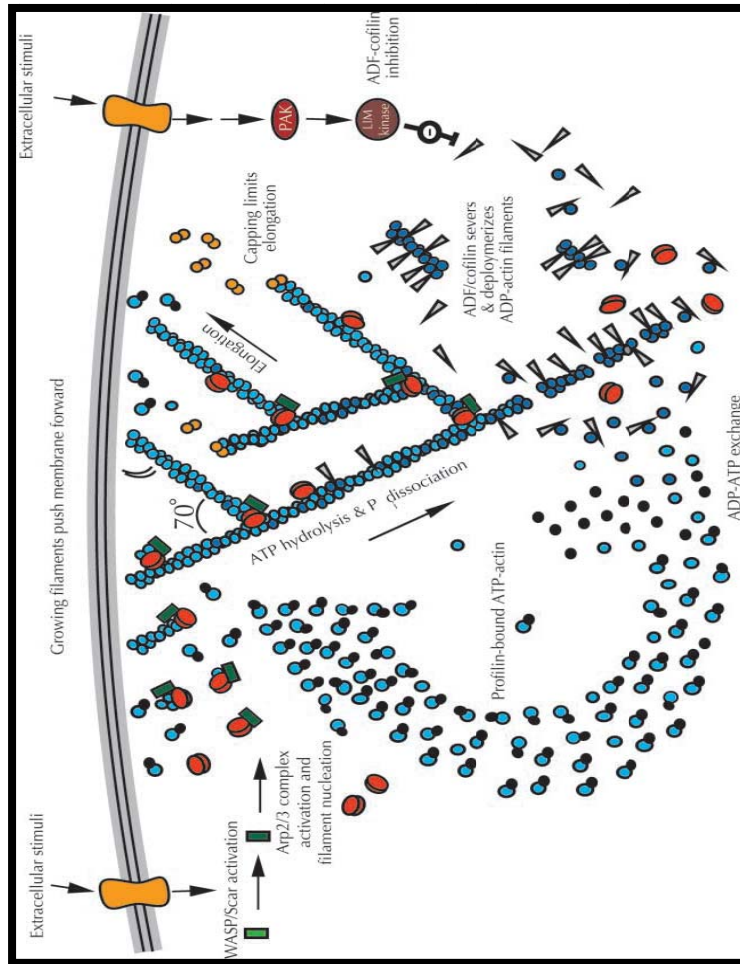 Extracellular stimuli
Growing filaments push membrane forward
Extracellular stimuli
WASP/Scar activation
Arp2/3 complex
activation and
filament nucleation
70°
Elongation
Capping limits
elongation
PAK
LIM
kinase
ADF-cofilin
inhibition
ATP hydrolysis & Pi dissociation
ADF/cofilin severs
& deploymerizes
ADP-actin filaments
Profilin-bound ATP-actin
ADP-ATP exchange